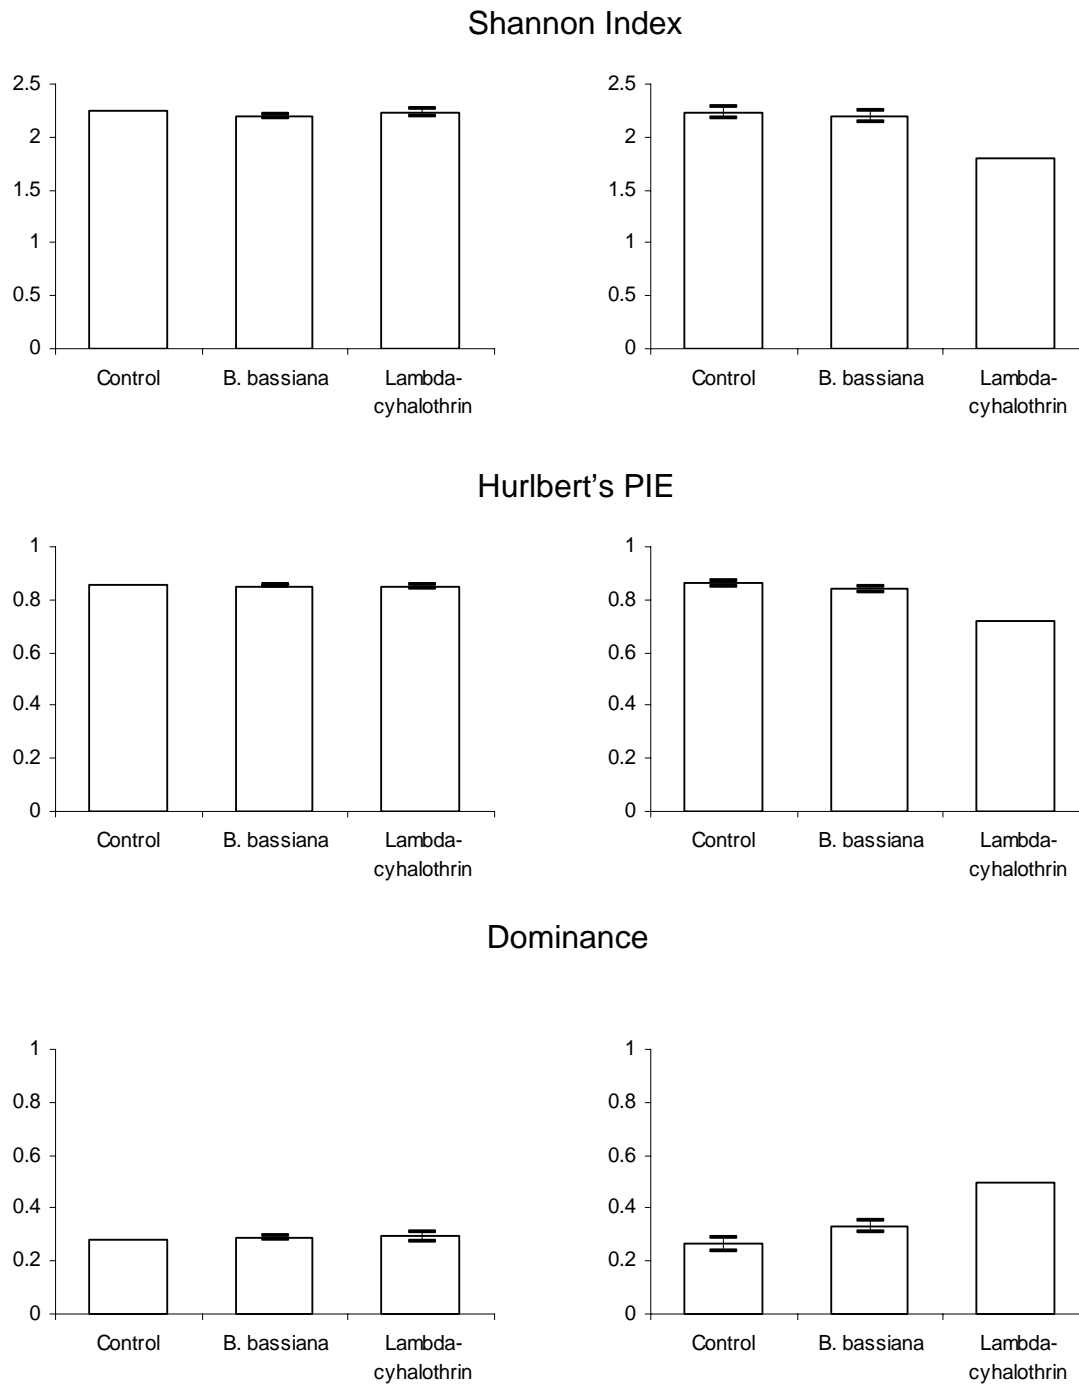 Shannon Index
2.5
2
1.5
1
0.5
0
Control
B. bassiana
Lambda-
cyhalothrin
2.5
2
1.5
1
0.5
0
Control
B. bassiana
Lambda-
cyhalothrin
Hurlbert's PIE
1
0.8
0.6
0.4
0.2
0
Control
B. bassiana
Lambda-
cyhalothrin
1
0.8
0.6
0.4
0.2
0
Control
B. bassiana
Lambda-
cyhalothrin
Dominance
1
0.8
0.6
0.4
0.2
0
Control
B. bassiana
Lambda-
cyhalothrin
1
0.8
0.6
0.4
0.2
0
Control
B. bassiana
Lambda-
cyhalothrin